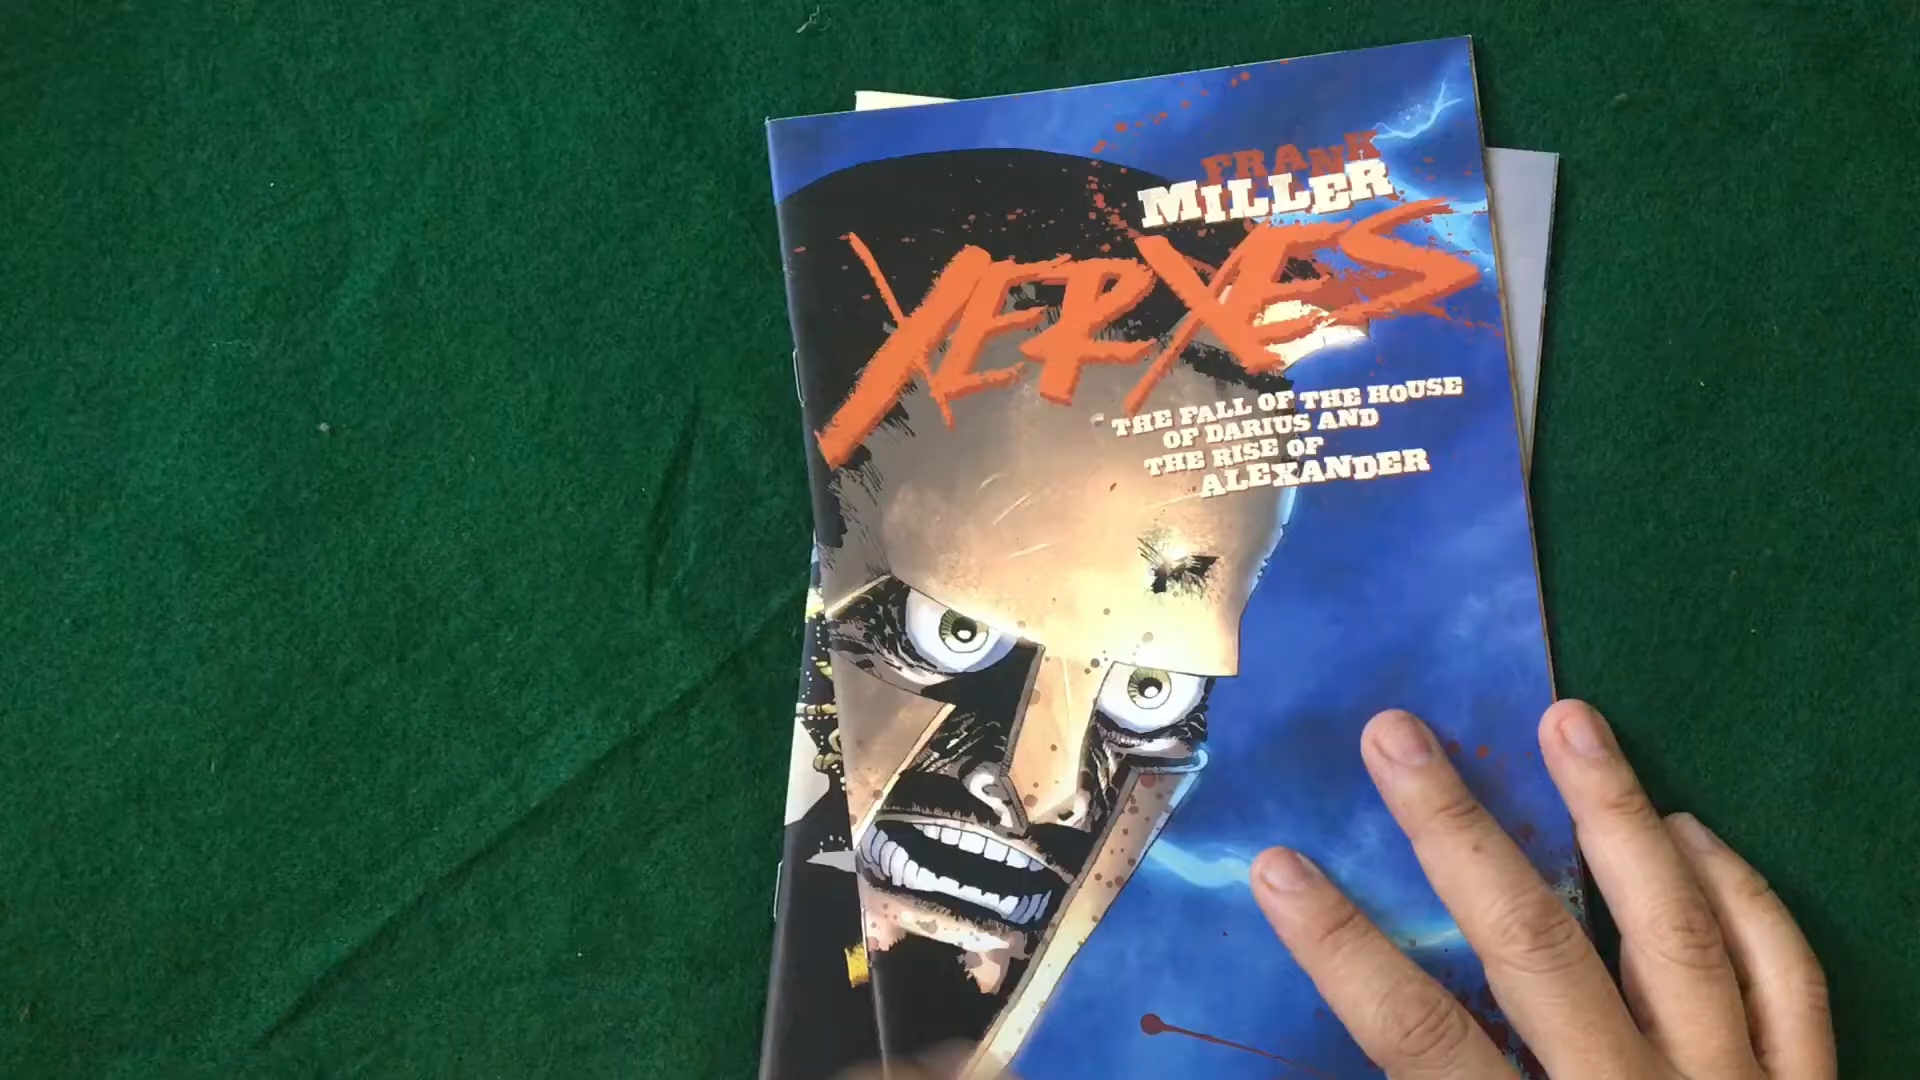 FRANK
MILLER
XERXES
THE FALL OF THE HOUSE
OF DARIUS AND
THE RISE OF
ALEXANDER